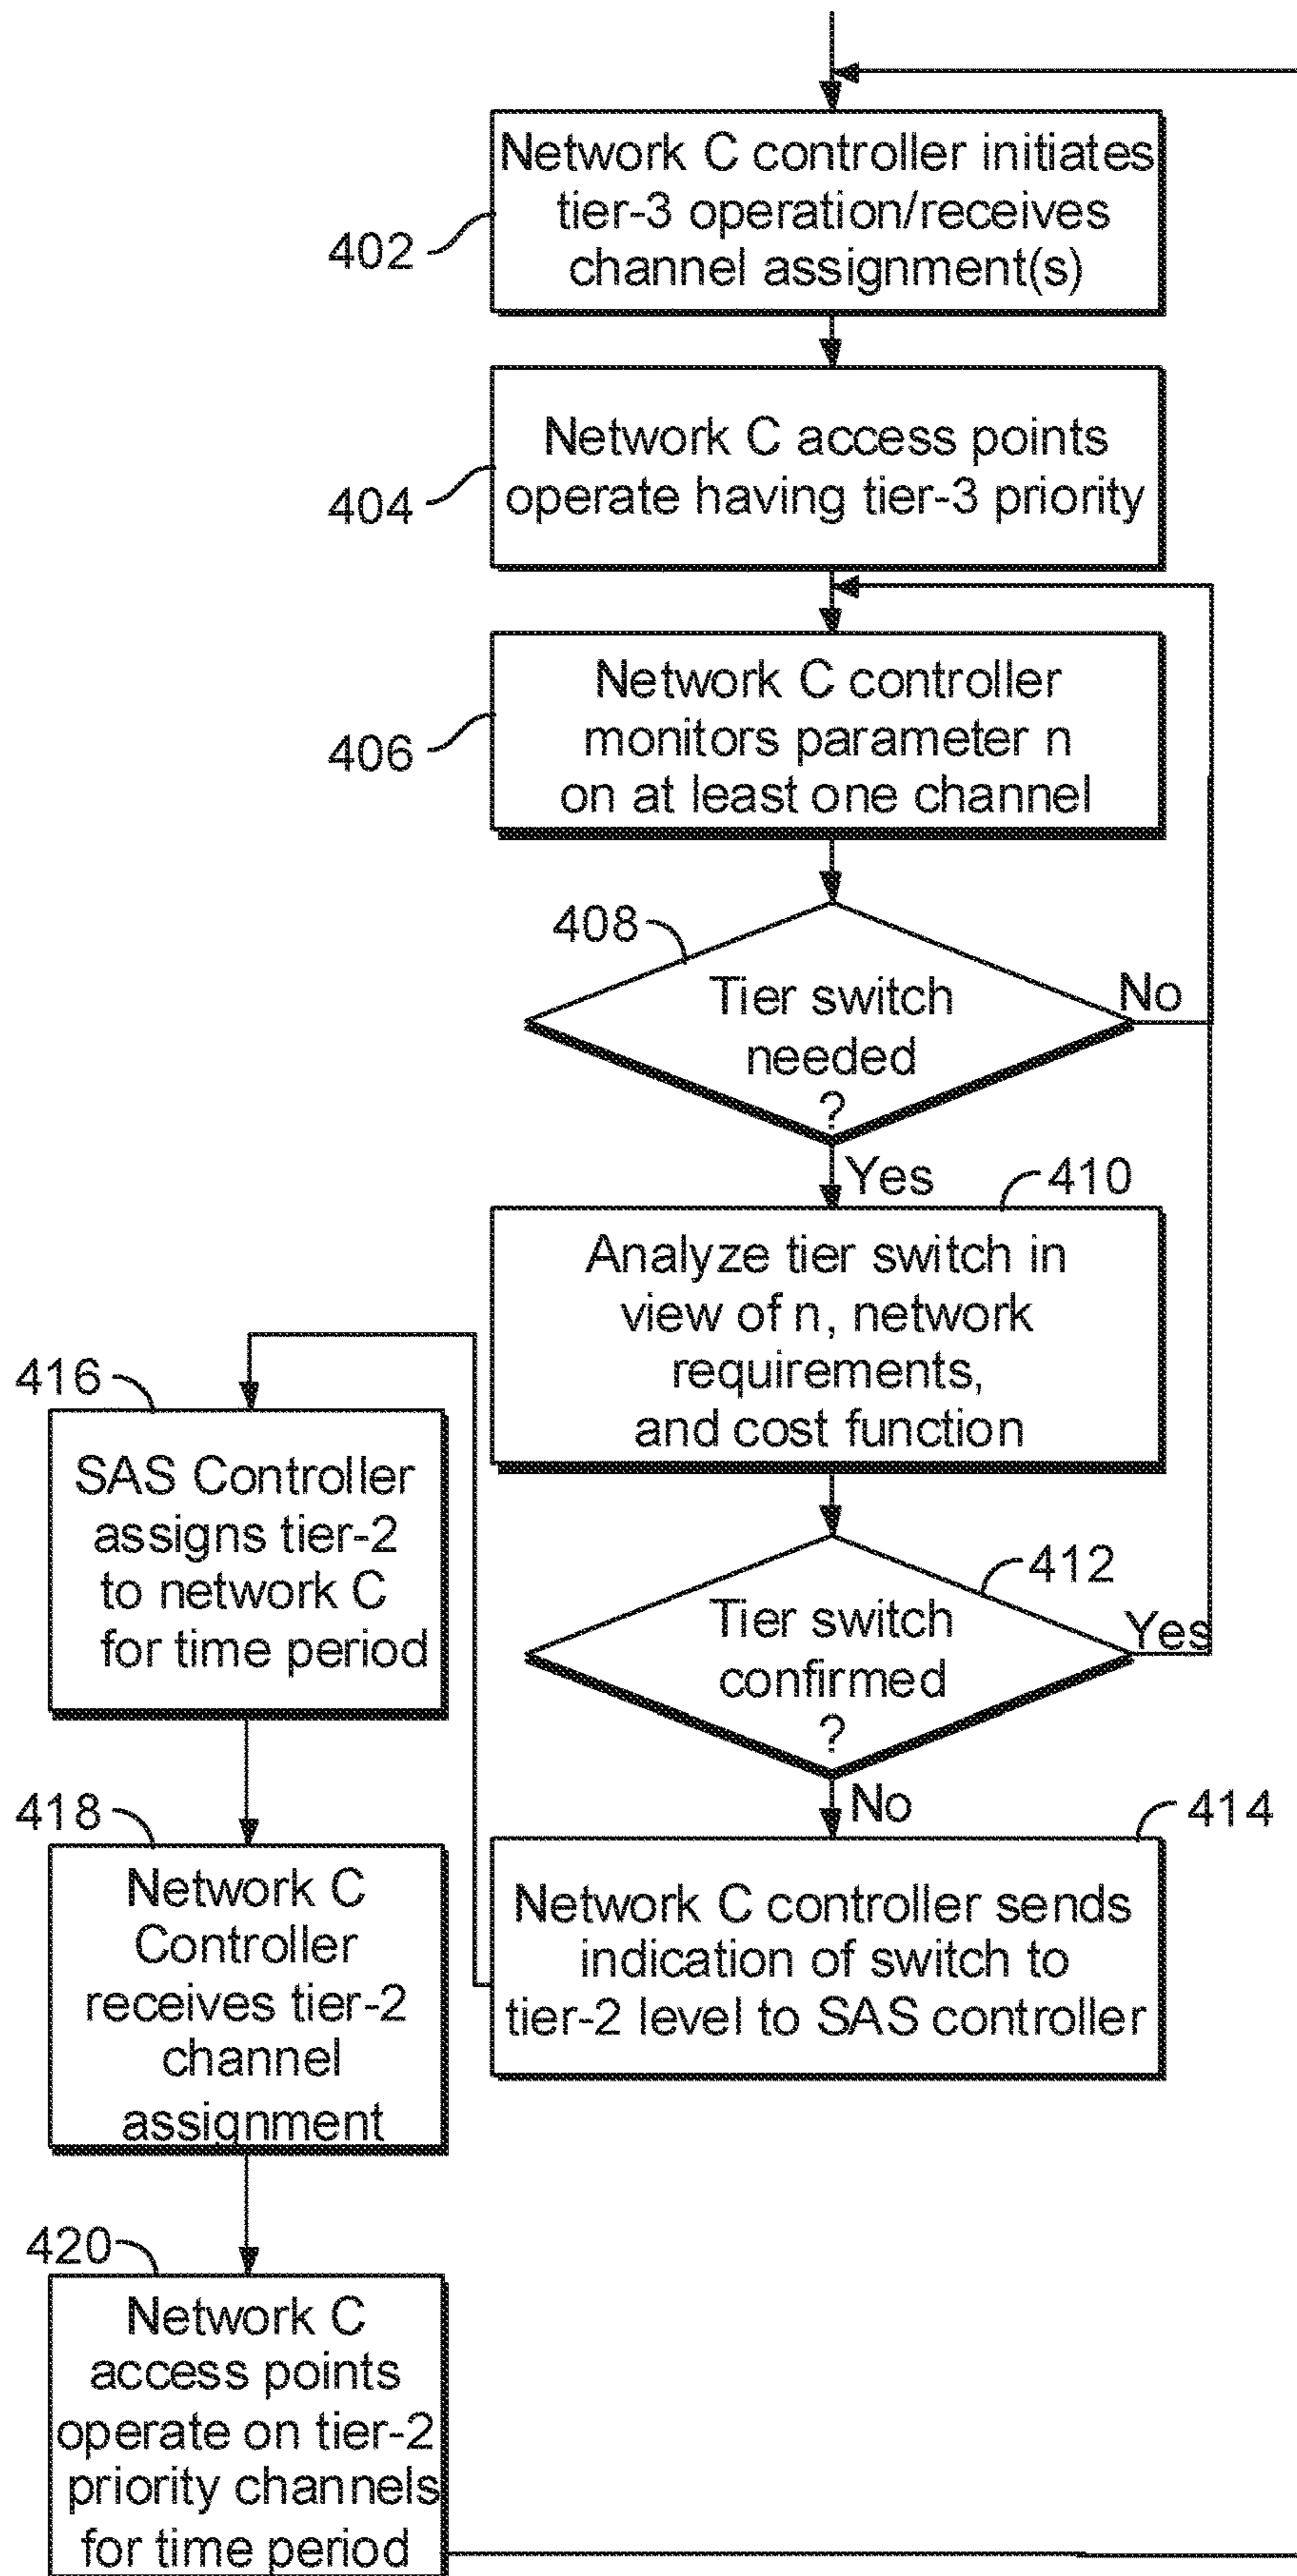 Network C controller initiates
tier-3 operation/receives
channel assignment(s)
402
Network C access points
operate having tier-3 priority
404
Network C controller
monitors parameter n
on at least one channel
406
408
Tier switch
needed
?
No
Yes
410
Analyze tier switch in
view of n, network
requirements,
and cost function
412
Tier switch
confirmed
?
Yes
No
414
Network C controller sends
indication of switch to
tier-2 level to SAS controller
416
SAS Controller
assigns tier-2
to network C
for time period
418
Network C
Controller
receives tier-2
channel
assignment
420
Network C
access points
operate on tier-2
priority channels
for time period